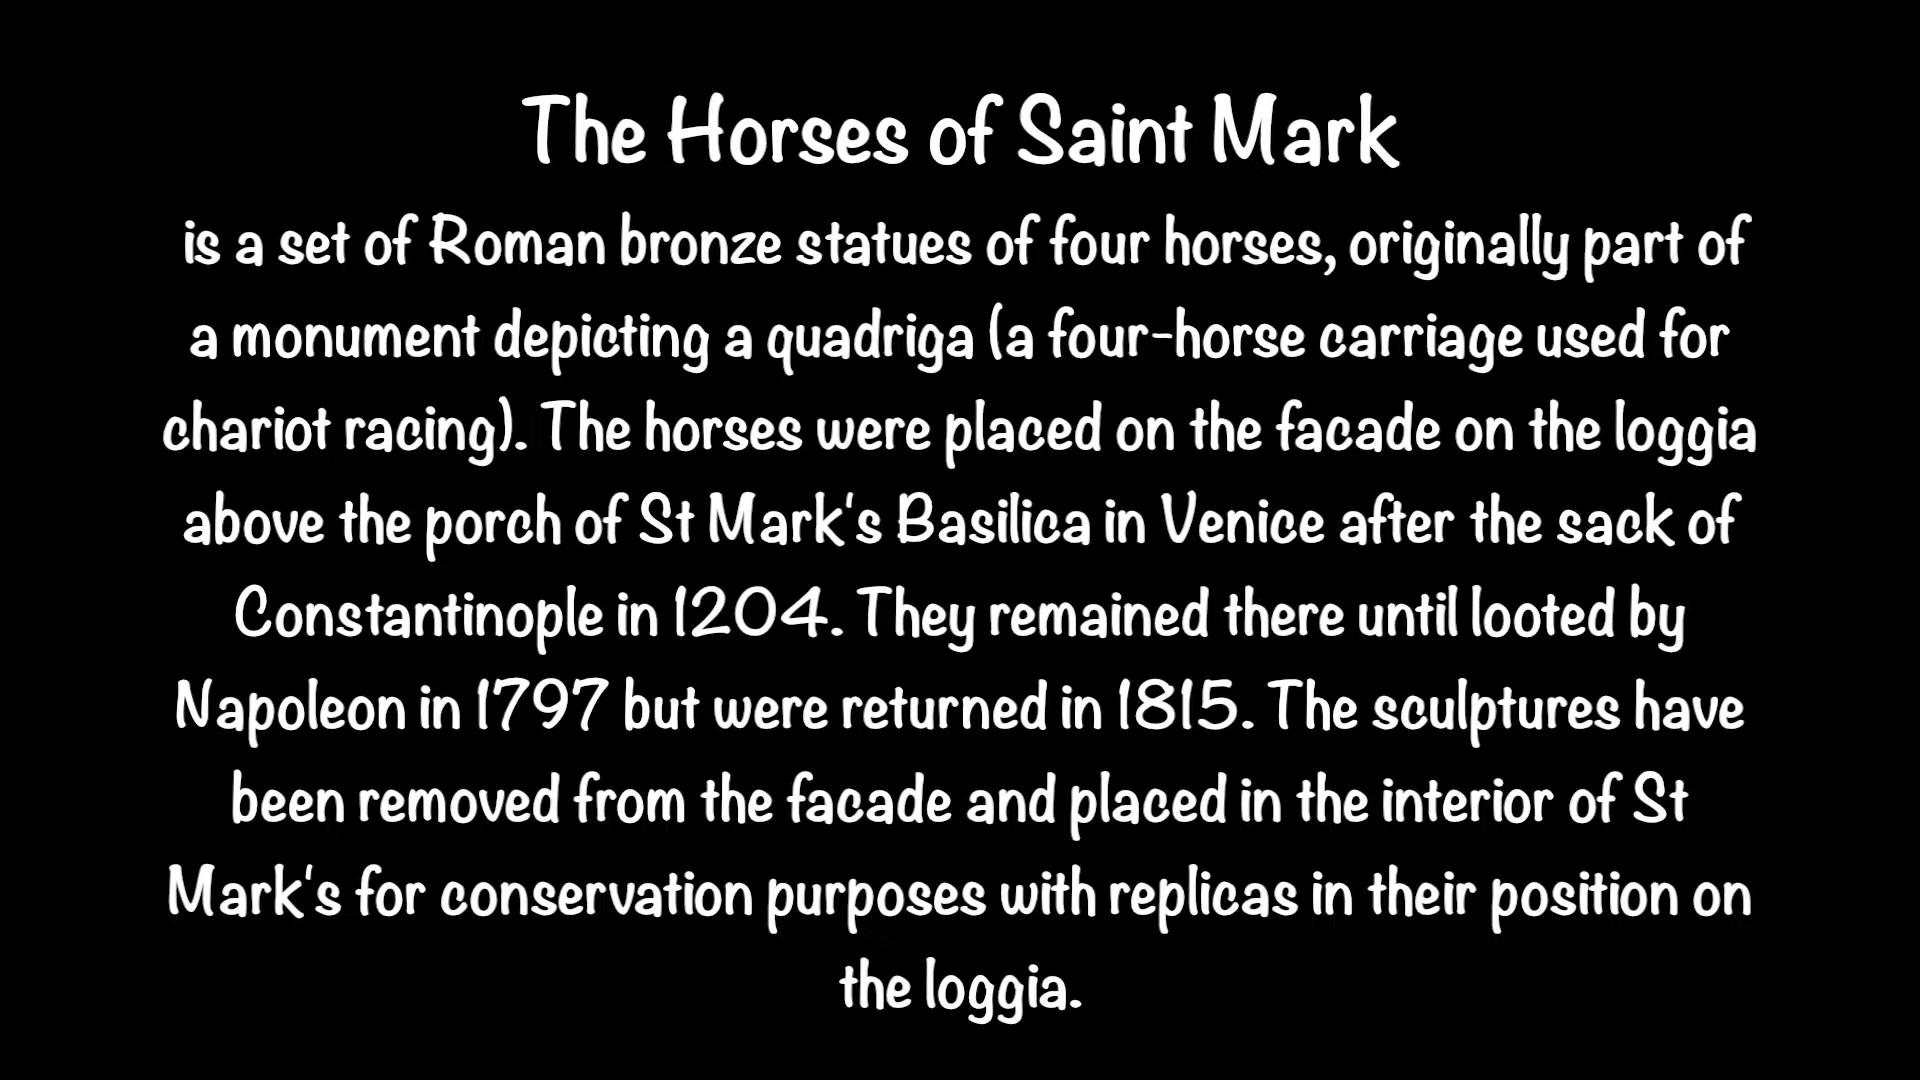 The Horses of Saint Mark
is a set of Roman bronze statues of four horses, originally part of
a monument depicting a quadriga (a four-horse carriage used for
chariot racing). The horses were placed on the facade on the loggia
above the porch of St Mark's Basilica in Venice after the sack of
Constantinople in 1204. They remained there until looted by
Napoleon in 1797 but were returned in 1815. The sculptures have
been removed from the facade and placed in the interior of St
Mark's for conservation purposes with replicas in their position on
the loggia.